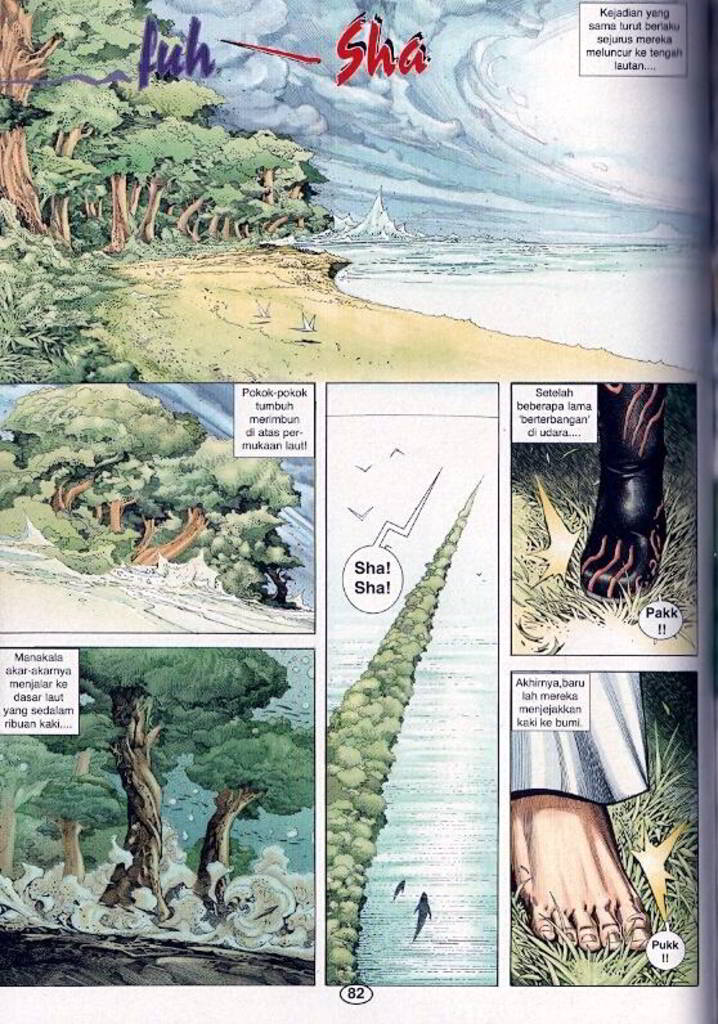 fuh
Sha
Kejadian yang
sama turut berlaku
sejurus mereka
meluncur ke tengah
lautan....
Pokok-pokok
tumbuh
merimbun
di atas per-
mukaan laut!
Sha!
Sha!
Setelah
beberapa lama
'berterbangan'
di udara....
Pakk
!!
Manakala
akar-akarnya
menjalar ke
dasar laut
yang sedalam
ribuan kaki....
Akhirnya,baru
lah mereka
menjejakkan
kaki ke bumi.
Pukk
!!
82